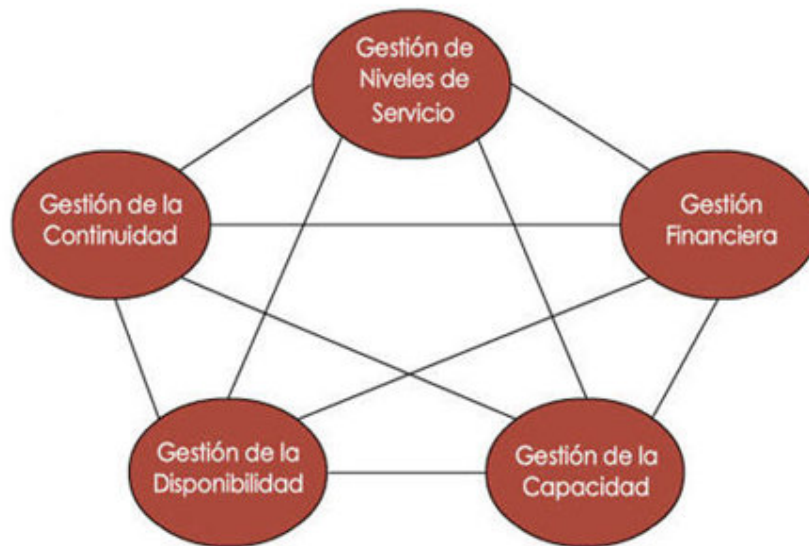 Gestión de
Niveles de
Servicio
Gestión de la
Continuidad
Gestión
Financiera
Gestión de la
Disponibilidad
Gestión de la
Capacidad